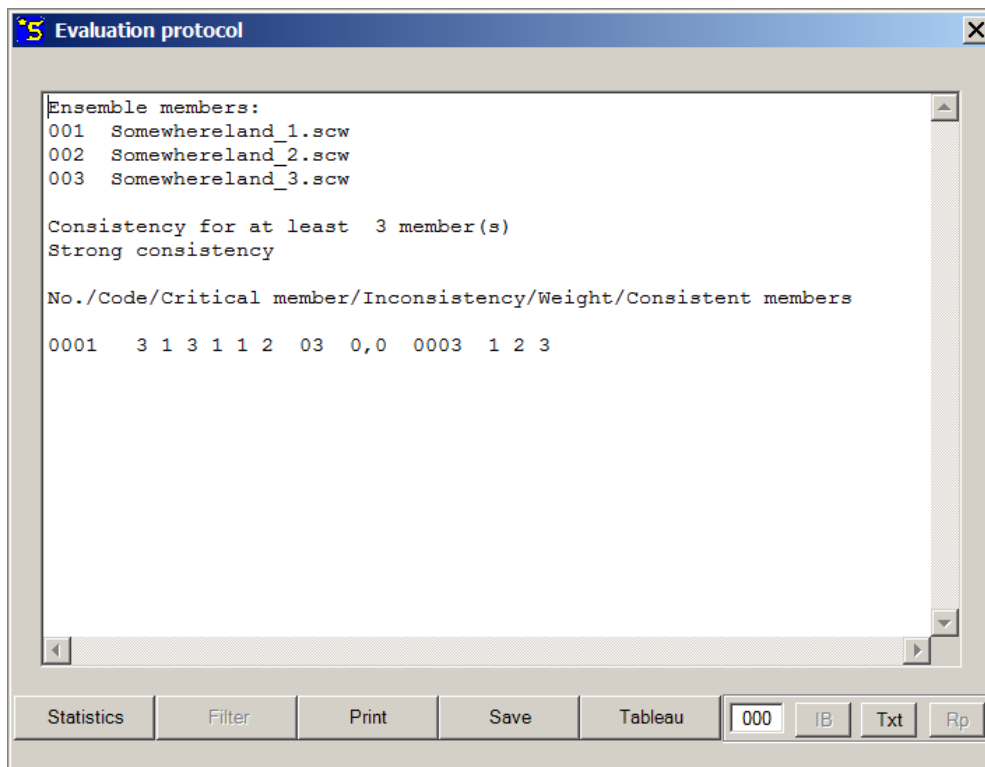 Evaluation protocol
Ensemble members:
001  Somewhereland_1.scw
002  Somewhereland_2.scw
003  Somewhereland_3.scw
Consistency for at least  3 member(s)
Strong consistency
No./Code/Critical member/Inconsistency/Weight/Consistent members
0001   3 1 3 1 1 2  03  0,0  0003  1 2 3
Statistics Filter Print Save Tableau 000 IB Txt Rp